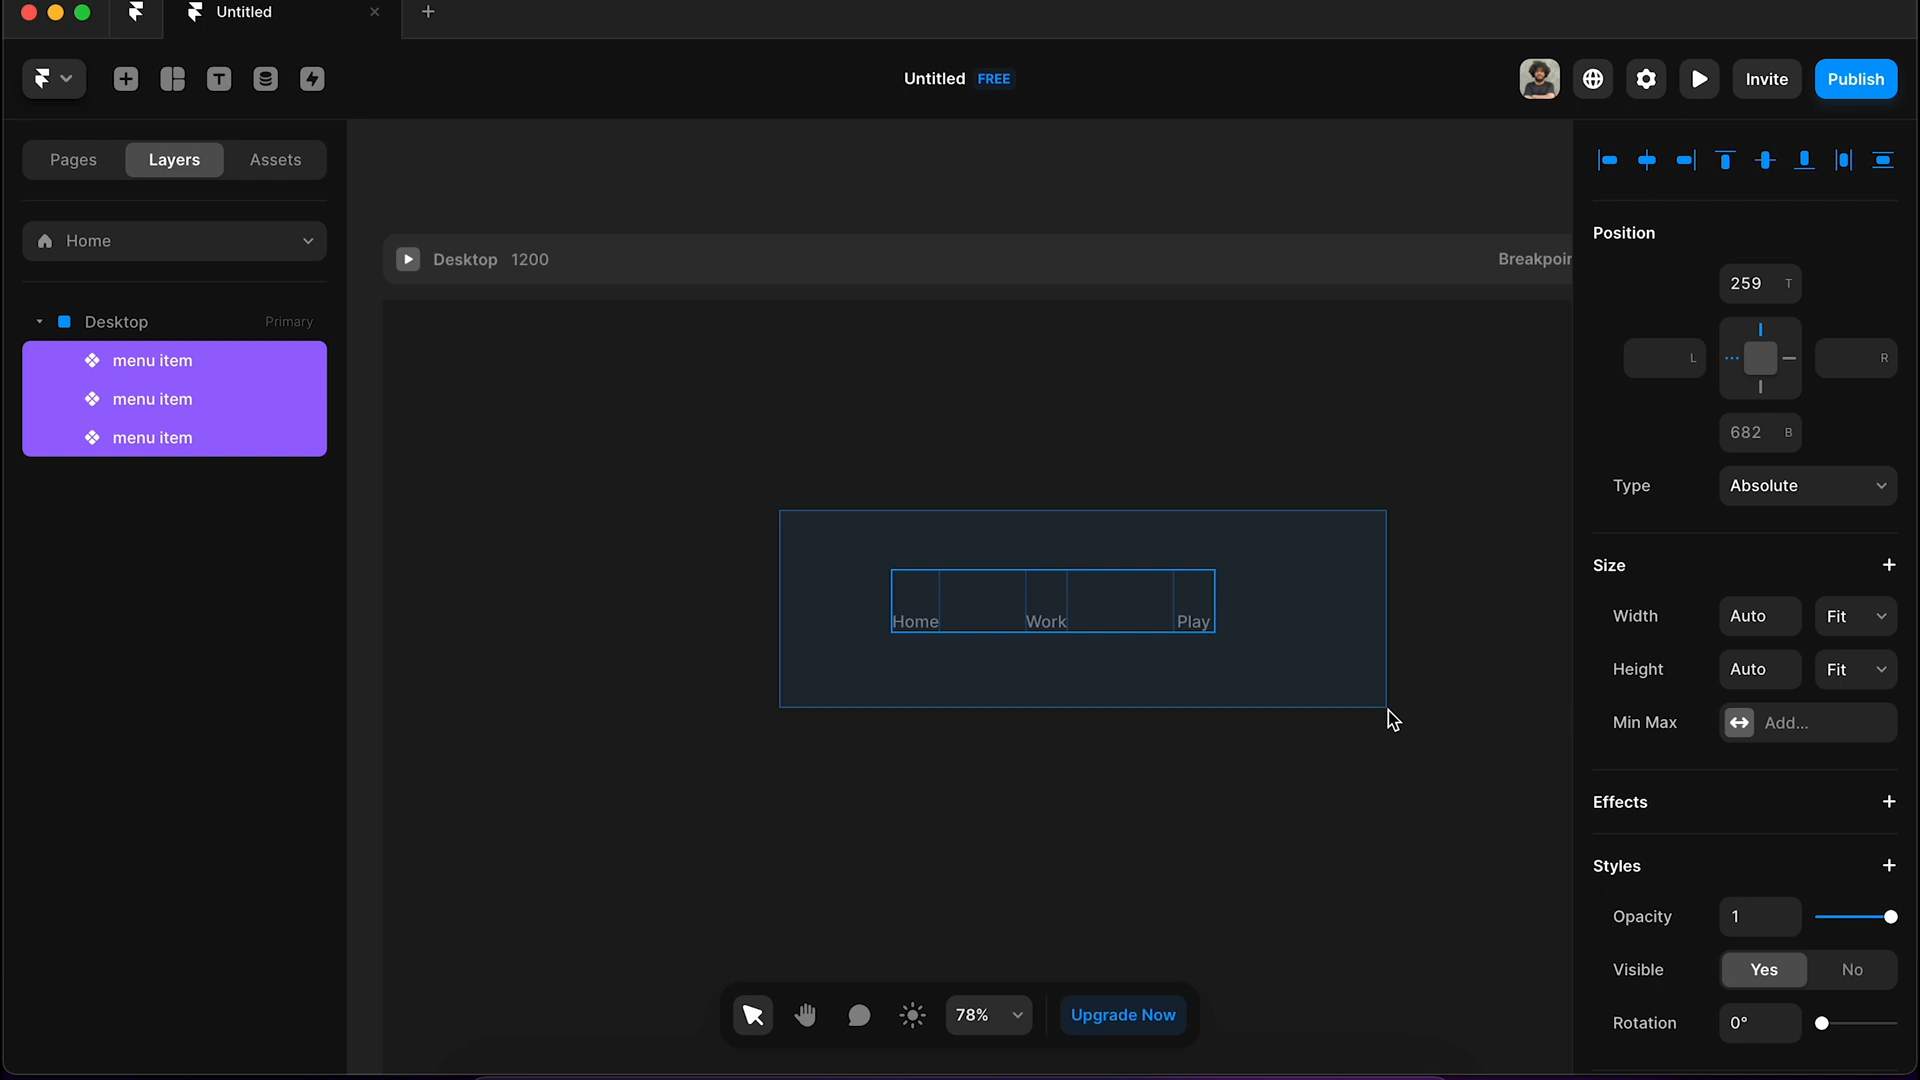 Untitled
Untitled FREE
Invite
Publish
Pages
Layers
Assets
Home
Desktop 1200
Breakpoin
Desktop
Primary
menu item
menu item
menu item
Home
Work
Play
Position
259 T
L
R
682 B
Type
Absolute
Size
Width
Auto
Fit
Height
Auto
Fit
Min Max
Add...
Effects
Styles
Opacity
1
Visible
Yes
No
Rotation
0°
78%
Upgrade Now